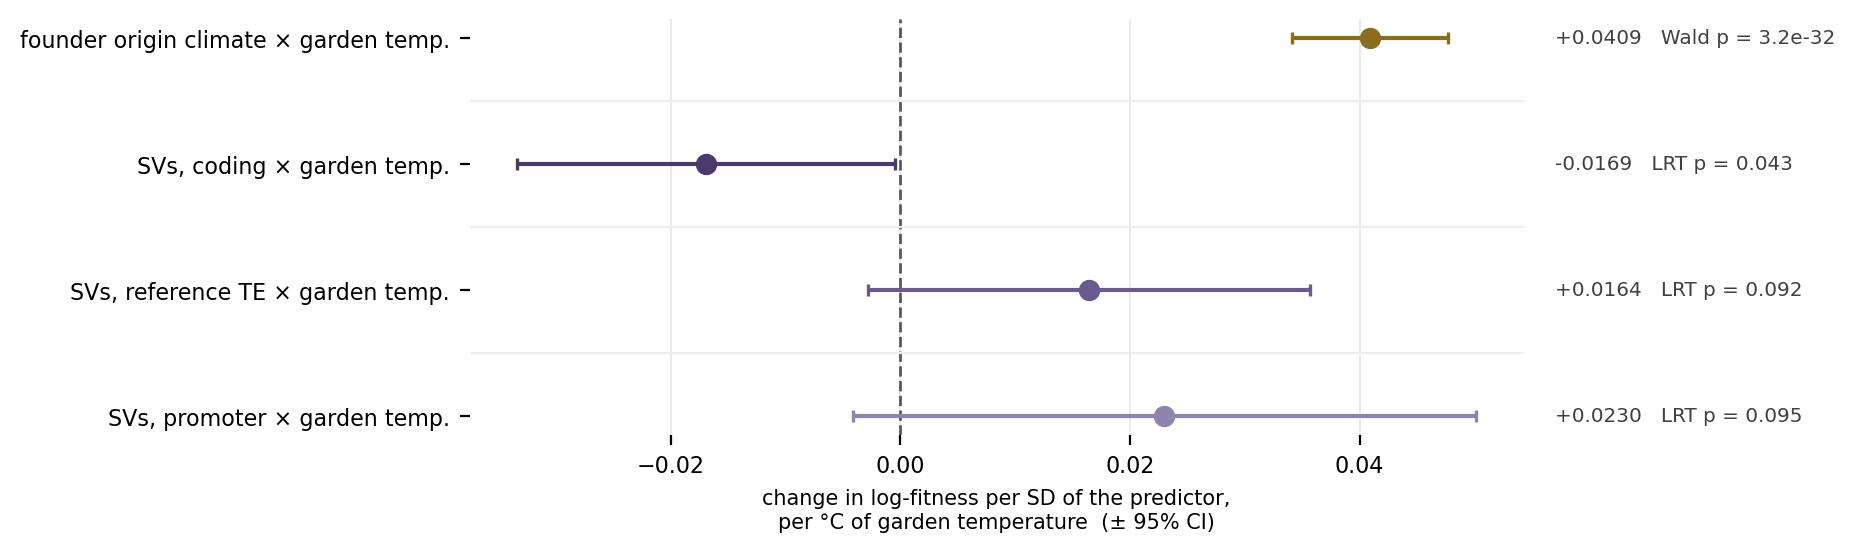 founder origin climate × garden temp.
+0.0409 Wald p = 3.2e-32
SVs, coding × garden temp.
-0.0169 LRT p = 0.043
SVs, reference TE × garden temp.
+0.0164 LRT p = 0.092
SVs, promoter × garden temp.
+0.0230 LRT p = 0.095
−0.02 0.00 0.02 0.04
change in log-fitness per SD of the predictor,
per °C of garden temperature (± 95% CI)